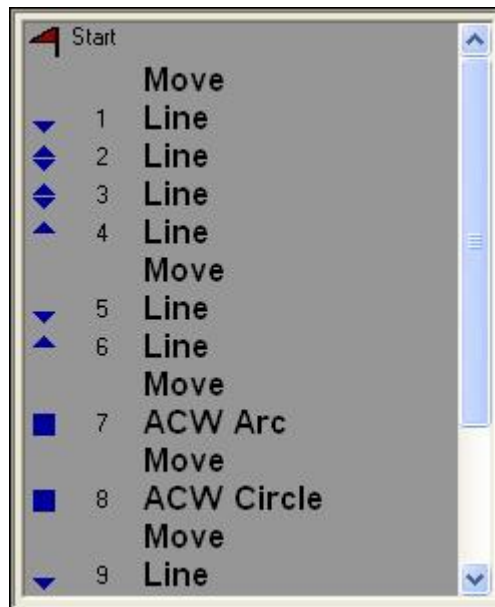 Start
Move
1 Line
2 Line
3 Line
4 Line
Move
5 Line
6 Line
Move
7 ACW Arc
Move
8 ACW Circle
Move
9 Line